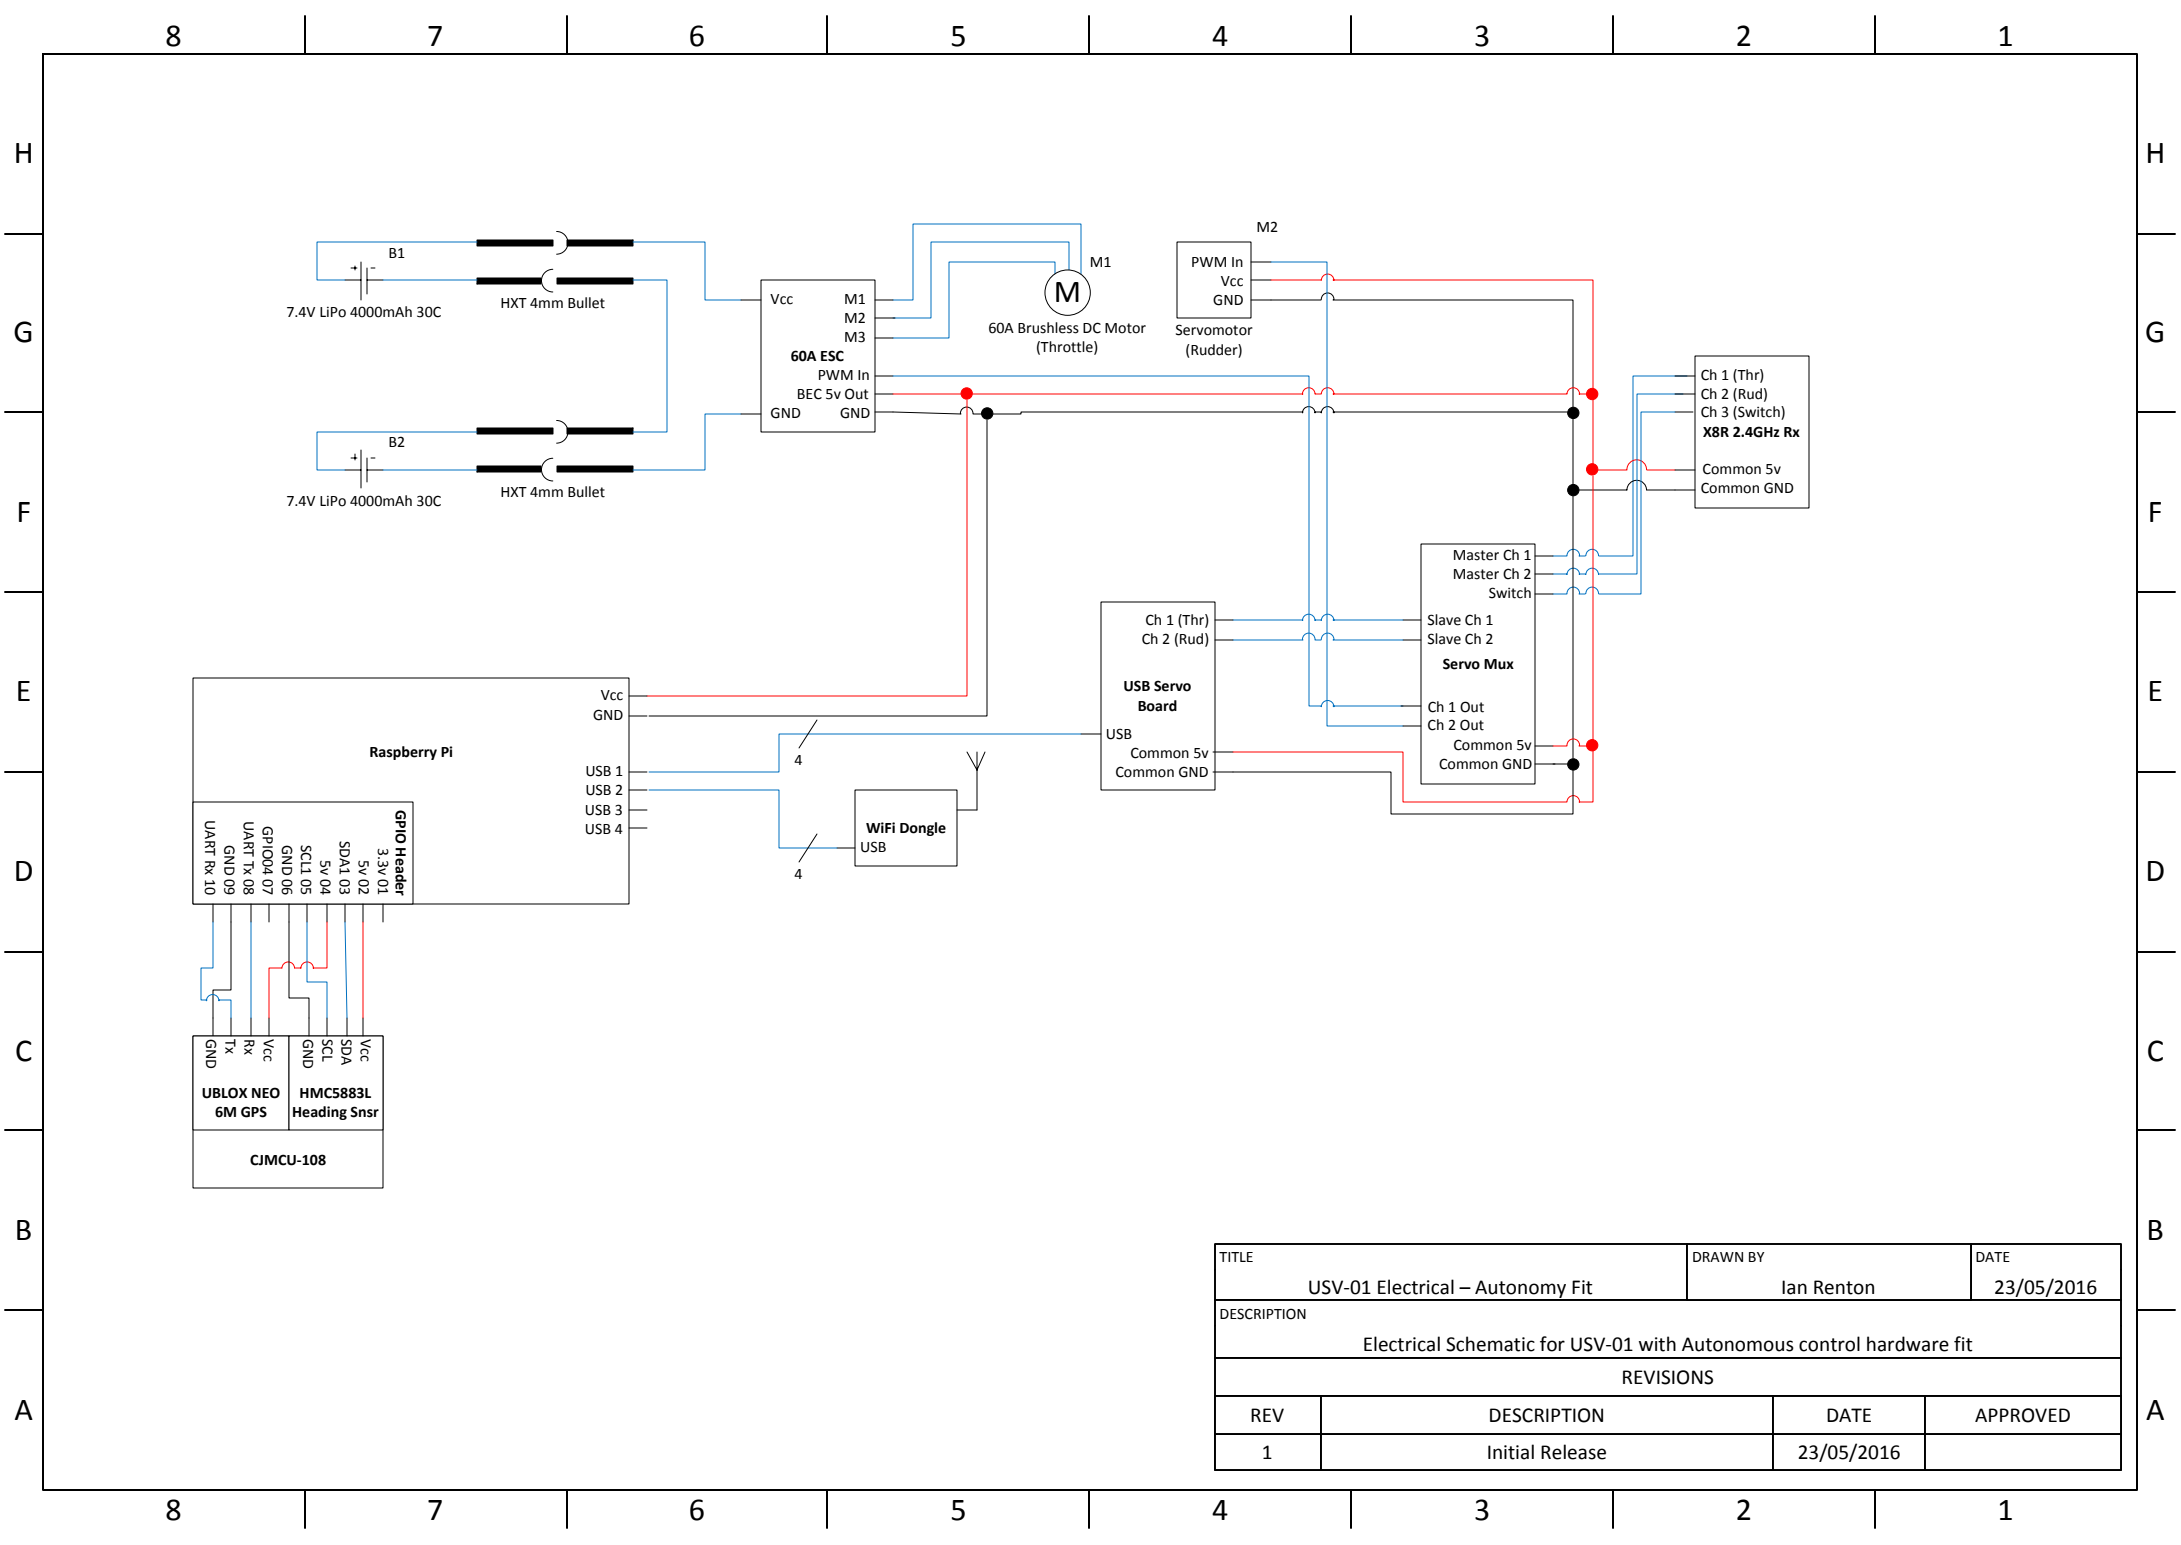 8 7 6 5 4 3 2 1
H H
G G
F F
E E
D D
C C
B B
A A
B1
7.4V LiPo 4000mAh 30C
HXT 4mm Bullet
B2
7.4V LiPo 4000mAh 30C
HXT 4mm Bullet
Vcc
GND
M1
M2
M3
60A ESC
PWM In
BEC 5v Out
GND
M1
M
60A Brushless DC Motor
(Throttle)
M2
PWM In
Vcc
GND
Servomotor
(Rudder)
Ch 1 (Thr)
Ch 2 (Rud)
Ch 3 (Switch)
X8R 2.4GHz Rx
Common 5v
Common GND
Master Ch 1
Master Ch 2
Switch
Slave Ch 1
Slave Ch 2
Servo Mux
Ch 1 Out
Ch 2 Out
Common 5v
Common GND
Ch 1 (Thr)
Ch 2 (Rud)
USB Servo
Board
USB
Common 5v
Common GND
Raspberry Pi
Vcc
GND
USB 1
USB 2
USB 3
USB 4
4
4
WiFi Dongle
USB
GPIO Header
UART Rx 10
GND 09
UART Tx 08
GPIO04 07
GND 06
SCL1 05
5v 04
SDA1 03
5v 02
3.3v 01
GND
Tx
Rx
Vcc
GND
SCL
SDA
Vcc
UBLOX NEO
6M GPS
HMC5883L
Heading Snsr
CJMCU-108
TITLE
USV-01 Electrical – Autonomy Fit
DRAWN BY
Ian Renton
DATE
23/05/2016
DESCRIPTION
Electrical Schematic for USV-01 with Autonomous control hardware fit
REVISIONS
REV DESCRIPTION DATE APPROVED
1 Initial Release 23/05/2016
8 7 6 5 4 3 2 1